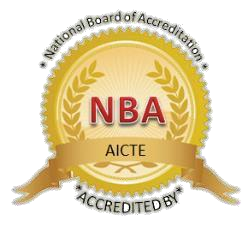 * National Board of Accreditation *
NBA
AICTE
*ACCREDITED BY*